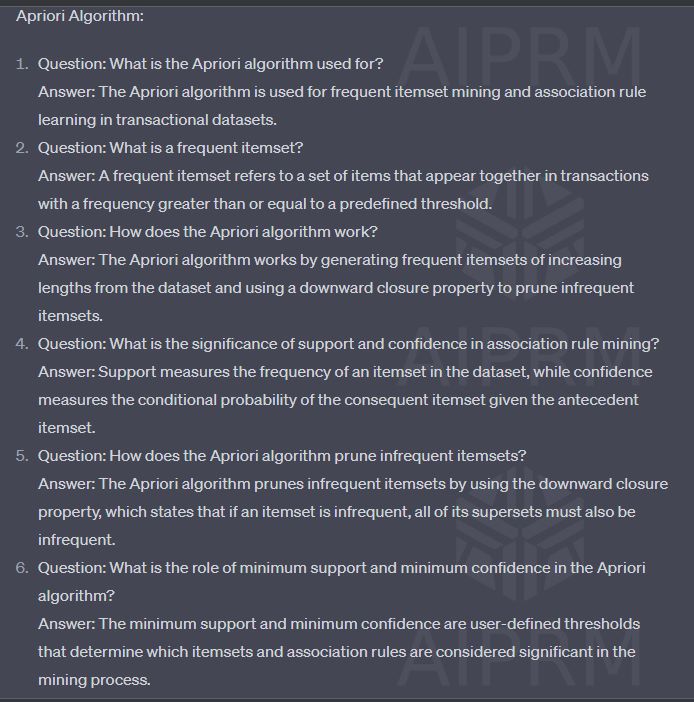 Apriori Algorithm:
1. Question: What is the Apriori algorithm used for?
Answer: The Apriori algorithm is used for frequent itemset mining and association rule
learning in transactional datasets.
2. Question: What is a frequent itemset?
Answer: A frequent itemset refers to a set of items that appear together in transactions
with a frequency greater than or equal to a predefined threshold.
3. Question: How does the Apriori algorithm work?
Answer: The Apriori algorithm works by generating frequent itemsets of increasing
lengths from the dataset and using a downward closure property to prune infrequent
itemsets.
4. Question: What is the significance of support and confidence in association rule mining?
Answer: Support measures the frequency of an itemset in the dataset, while confidence
measures the conditional probability of the consequent itemset given the antecedent
itemset.
5. Question: How does the Apriori algorithm prune infrequent itemsets?
Answer: The Apriori algorithm prunes infrequent itemsets by using the downward closure
property, which states that if an itemset is infrequent, all of its supersets must also be
infrequent.
6. Question: What is the role of minimum support and minimum confidence in the Apriori
algorithm?
Answer: The minimum support and minimum confidence are user-defined thresholds
that determine which itemsets and association rules are considered significant in the
mining process.
AIPRM
AIPRM
AIPRM